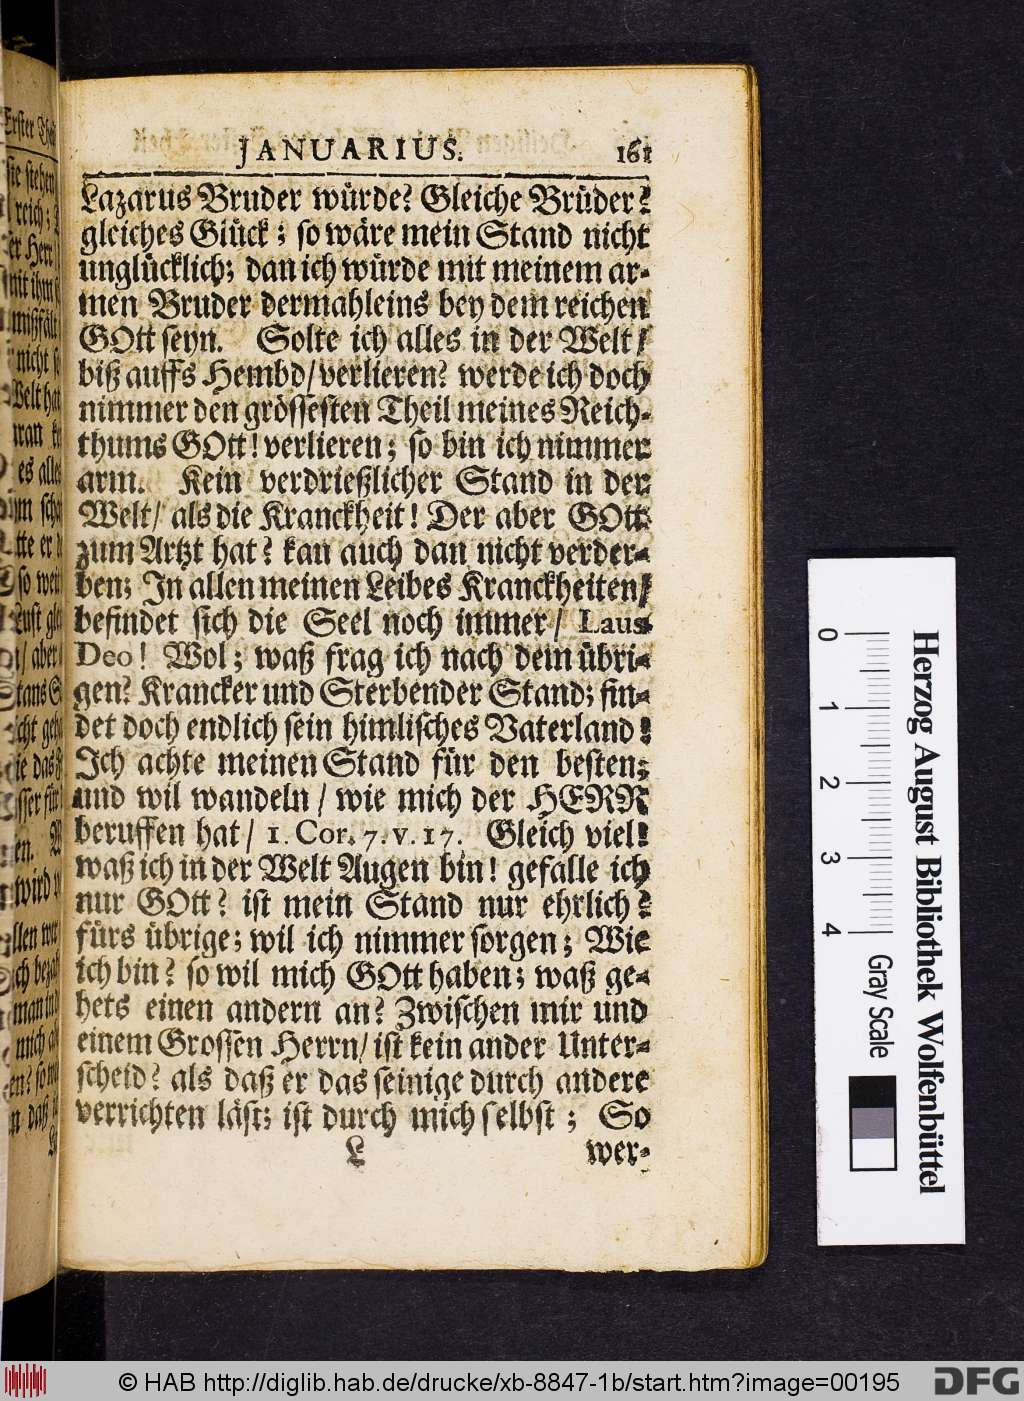 JANUARIUS. 161
Lazarus Bruder würde? Gleiche Brüder?
gleiches Glück; so wäre mein Stand nicht
unglücklich; dan ich würde mit meinem ar-
men Bruder dermahleins bey dem reichen
GOtt seyn. Solte ich alles in der Welt/
biß auffs Hembd/verlieren? werde ich doch
nimmer den grössesten Theil meines Reich-
thums GOtt! verlieren; so bin ich nimmer
arm. Kein verdrießlicher Stand in der
Welt/ als die Kranckheit! Der aber GOtt
zum Artzt hat? kan auch dan nicht verder-
ben; In allen meinen Leibes Kranckheiten/
befindet sich die Seel noch immer/ Laus
Deo! Wol; waß frag ich nach dem übri-
gen? Krancker und Sterbender Stand; fin-
det doch endlich sein himlisches Vaterland!
Ich achte meinen Stand für den besten;
und wil wandeln/ wie mich der HERR
beruffen hat/ 1. Cor. 7. v. 17. Gleich viel!
waß ich in der Welt Augen bin! gefalle ich
nur GOtt? ist mein Stand nur ehrlich?
fürs übrige; wil ich nimmer sorgen; Wie
ich bin? so wil mich GOtt haben; waß ge-
hets einen andern an? Zwischen mir und
einem Grossen Herrn/ ist kein ander Unter-
scheid? als daß er das seinige durch andere
verrichten läst; ist durch mich selbst; So
L wer-
Herzog August Bibliothek Wolfenbüttel
0 1 2 3 4
Gray Scale
© HAB http://diglib.hab.de/drucke/xb-8847-1b/start.htm?image=00195
DFG